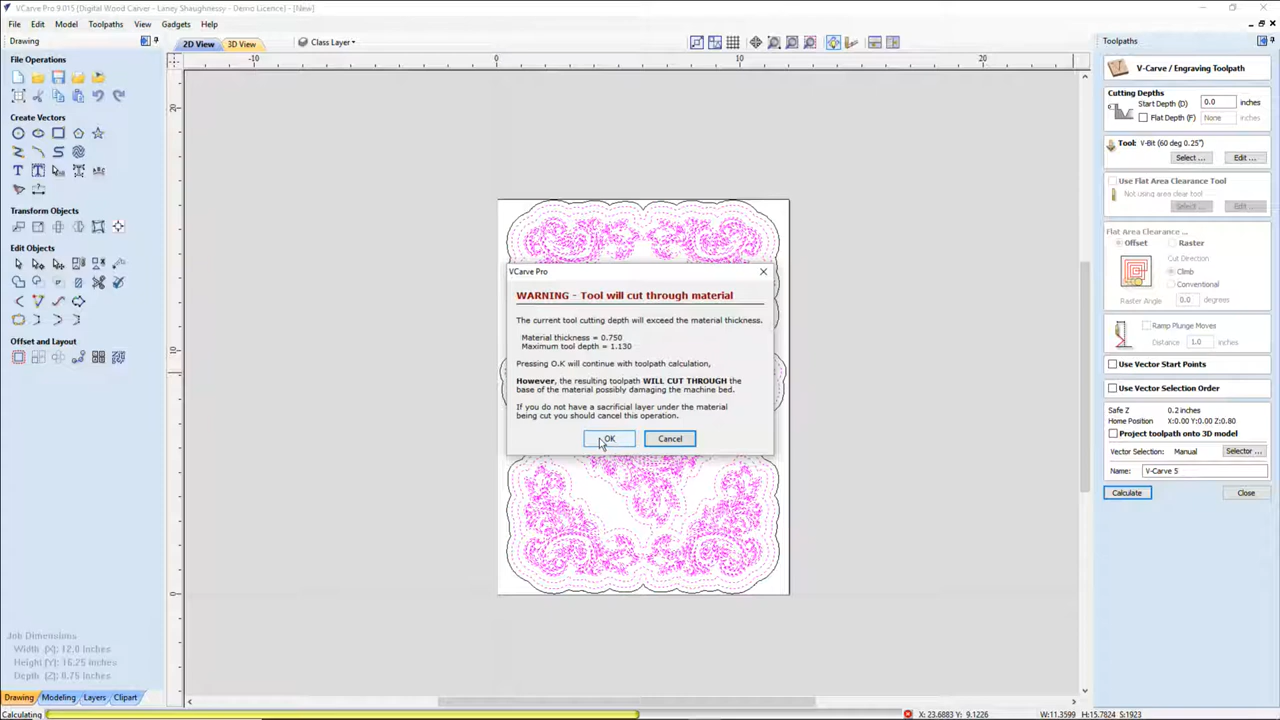 VCarve Pro 9.015 [Digital Wood Carver - Laney Shaughnessy - Demo Licence] - [New]
File Edit Model Toolpaths View Gadgets Help
Drawing
2D View 3D View Class Layer
Toolpaths
-10 0 10 20
File Operations
Create Vectors
Transform Objects
Edit Objects
Offset and Layout
20
10
0
V-Carve / Engraving Toolpath
Cutting Depths
Start Depth (D) 0.0 inches
Flat Depth (F) None inches
Tool: V-Bit (60 deg 0.25")
Select ... Edit ...
Use Flat Area Clearance Tool
Not using area clear tool
Select ... Edit ...
Flat Area Clearance ...
Offset Raster
Cut Direction
Climb
Conventional
Raster Angle 0.0 degrees
Ramp Plunge Moves
Distance 1.0 inches
Use Vector Start Points
Use Vector Selection Order
Safe Z 0.2 inches
Home Position X:0.00 Y:0.00 Z:0.80
Project toolpath onto 3D model
Vector Selection: Manual Selector ...
Name: V-Carve 5
Calculate Close
VCarve Pro
WARNING - Tool will cut through material
The current tool cutting depth will exceed the material thickness.
Material thickness = 0.750
Maximum tool depth = 1.130
Pressing O.K will continue with toolpath calculation,
However, the resulting toolpath WILL CUT THROUGH the
base of the material possibly damaging the machine bed.
If you do not have a sacrificial layer under the material
being cut you should cancel this operation.
OK Cancel
Job Dimensions
Width (X): 12.0 inches
Height (Y): 16.25 inches
Depth (Z): 0.75 inches
Drawing Modeling Layers Clipart
Calculating
X: 23.6883 Y: 9.1226 W:11.3599 H:15.7824 S:1923